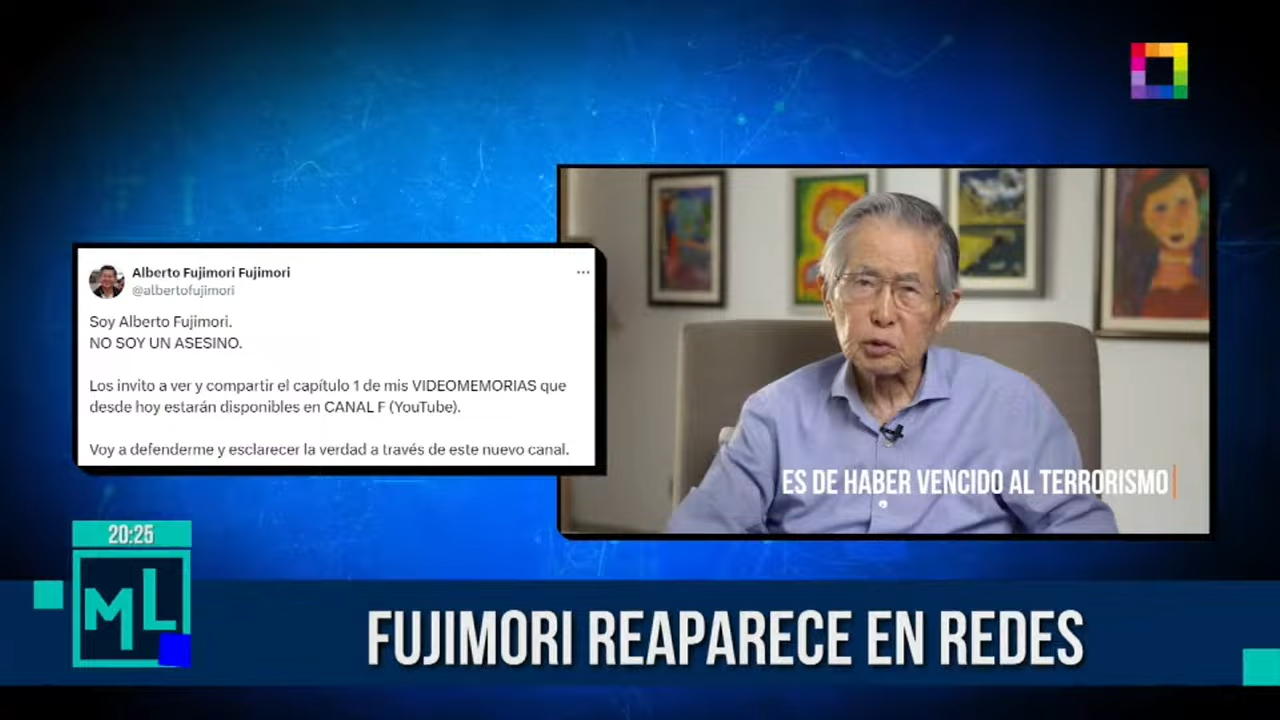 Alberto Fujimori Fujimori
@albertofujimori
Soy Alberto Fujimori.
NO SOY UN ASESINO.
Los invito a ver y compartir el capítulo 1 de mis VIDEOMEMORIAS que
desde hoy estarán disponibles en CANAL F (YouTube).
Voy a defenderme y esclarecer la verdad a través de este nuevo canal.
ES DE HABER VENCIDO AL TERRORISMO
20:25
ML
FUJIMORI REAPARECE EN REDES